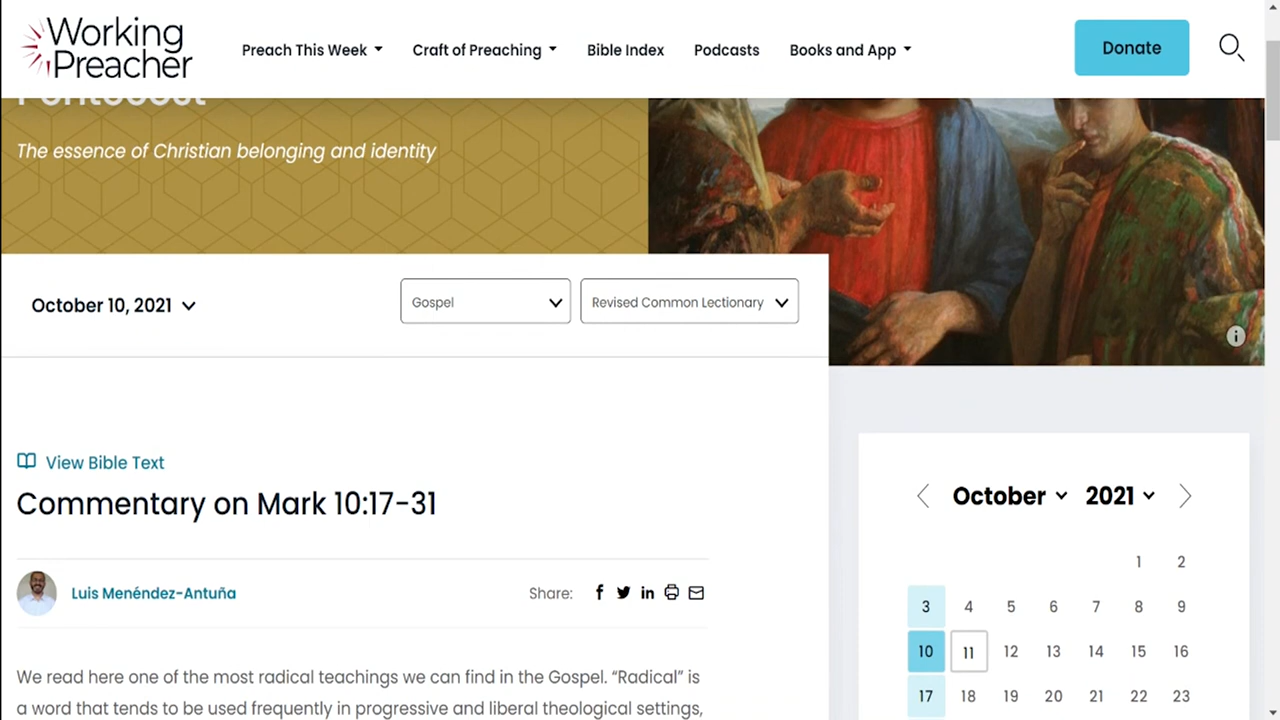 Working
Preacher
Preach This Week
Craft of Preaching
Bible Index
Podcasts
Books and App
Donate
Pentecost
The essence of Christian belonging and identity
October 10, 2021
Gospel
Revised Common Lectionary
i
View Bible Text
Commentary on Mark 10:17-31
Luis Menéndez-Antuña
Share:
f
in
We read here one of the most radical teachings we can find in the Gospel. “Radical” is
a word that tends to be used frequently in progressive and liberal theological settings,
October 2021
1 2
3 4 5 6 7 8 9
10 11 12 13 14 15 16
17 18 19 20 21 22 23